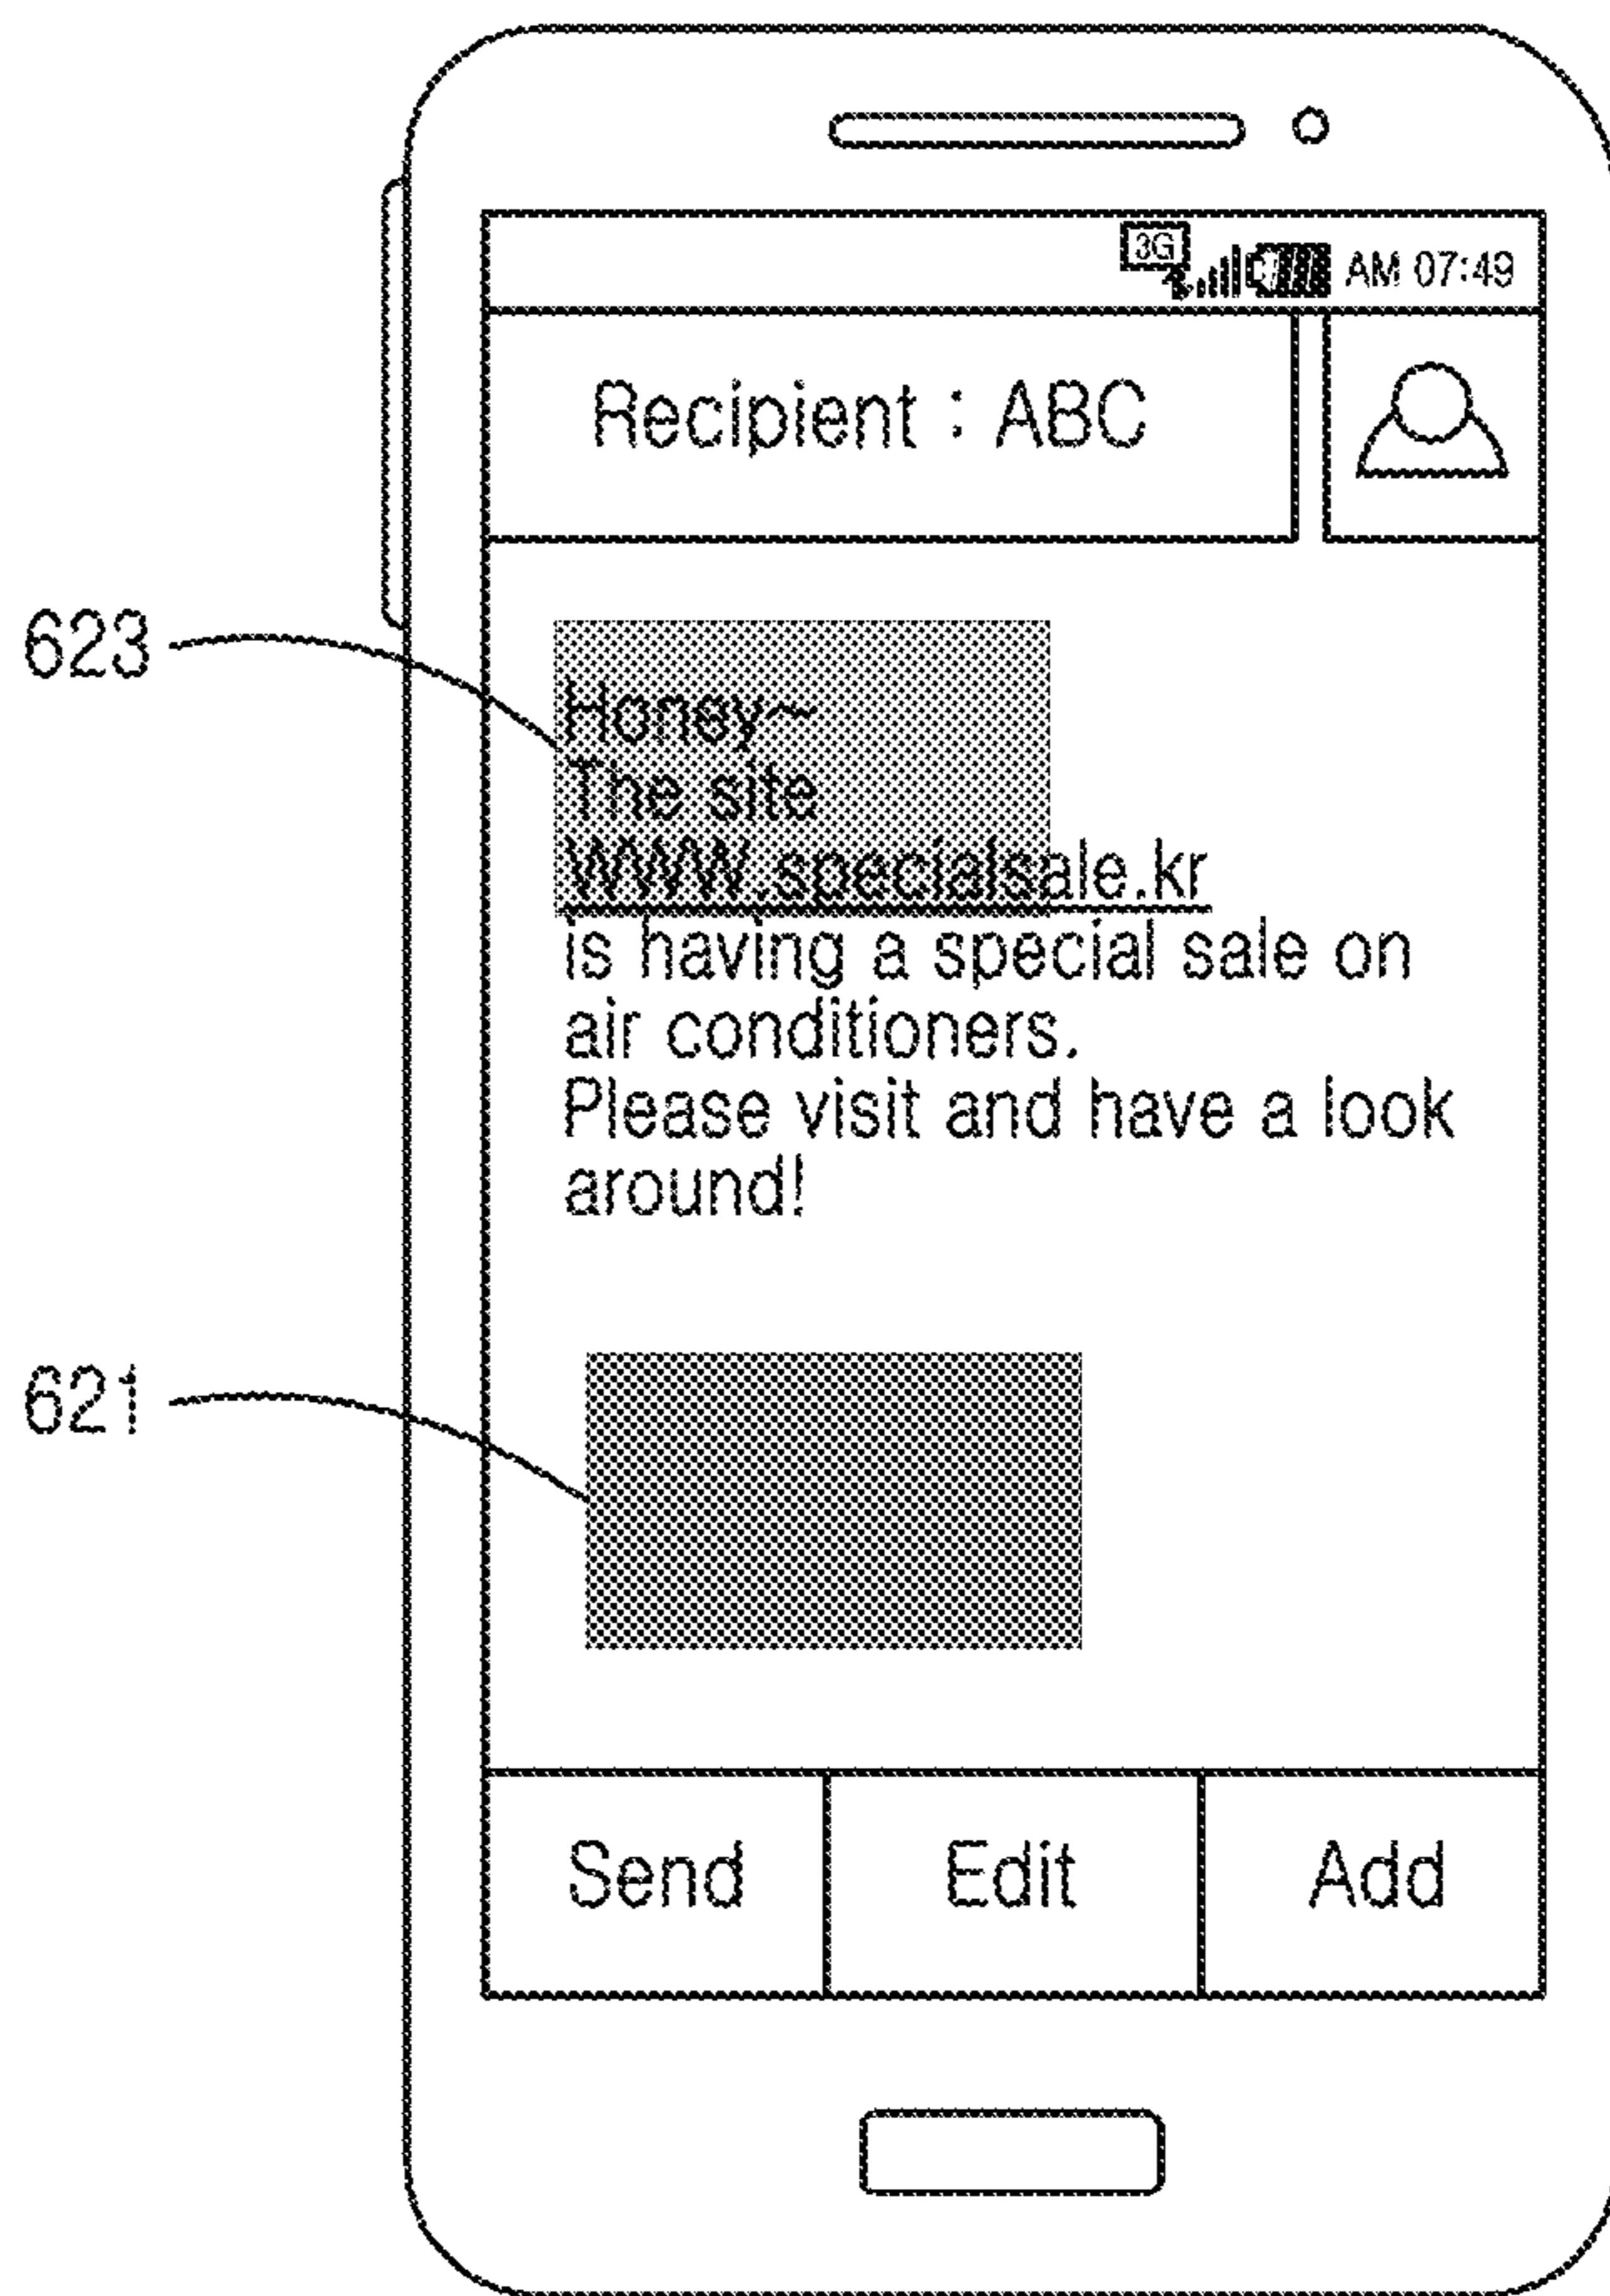 3G AM 07:49
Recipient : ABC
623
Honey~
The site
WWW.specialsale.kr
is having a special sale on
air conditioners.
Please visit and have a look
around!
621
Send Edit Add